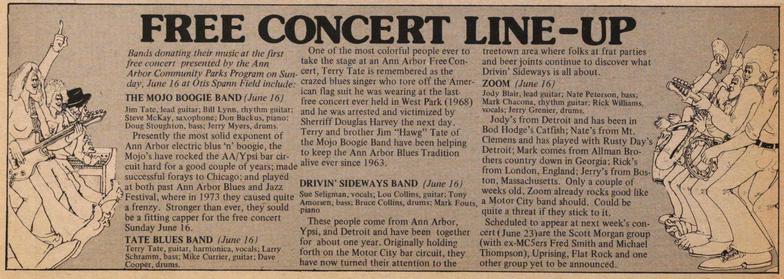 FREE CONCERT LINE-UP
Bands donating their music at the first
free concert presented by the Ann
Arbor Community Parks Program on Sun-
day, June 16 at Otis Spann Field include:
THE MOJO BOOGIE BAND (June 16)
Jim Tate, lead guitar; Bill Lynn, rhythm guitar;
Steve McKay, saxophone; Don Backus, piano;
Doug Stoughton, bass; Jerry Myers, drums.
Presently the most solid exponent of
Ann Arbor electric blus 'n' boogie, the
Mojo's have rocked the AA/Ypsi bar cir-
cuit hard for a good couple of years; made
successful forays to Chicago; and played
at both past Ann Arbor Blues and Jazz
Festival, where in 1973 they caused quite
a frenzy. Stronger than ever, they sould
be a fitting capper for the free concert
Sunday June 16.
TATE BLUES BAND (June 16)
Terry Tate, guitar, harmonica, vocals; Larry
Schramm, bass; Mike Currier, guitar; Dave
Cooper, drums.
One of the most colorful people ever to
take the stage at an Ann Arbor Free Con-
cert, Terry Tate is remembered as the
crazed blues singer who tore off the Amer-
ican flag suit he was wearing at the last
free concert ever held in West Park (1968)
and he was arrested and victimized by
Sherriff Douglas Harvey the next day.
Terry and brother Jim "Hawg" Tate of
the Mojo Boogie Band have been helping
to keep the Ann Arbor Blues Tradition
alive ever since 1963.
DRIVIN' SIDEWAYS BAND (June 16)
Sue Seligman, vocals; Lou Collins, guitar; Tony
Amorsen, bass; Bruce Collins, drums; Mark Fouts,
piano
These people come from Ann Arbor,
Ypsi, and Detroit and have been together
for about one year. Originally holding
forth on the Motor City bar circuit, they
have now turned their attention to the
treetown area where folks at frat parties
and beer joints continue to discover what
Drivin' Sideways is all about.
ZOOM (June 16)
Jody Blair, lead guitar; Nate Peterson, bass;
Mark Chacona, rhythm guitar; Rick Williams,
vocals; Jerry Grenier, drums.
Jody's from Detroit and has been in
Bod Hodge's Catfish; Nate's from Mt.
Clemens and has played with Rusty Day's
Detroit; Mark comes from Allman Bro-
thers country down in Georgia; Rick's
from London, England; Jerry's from Bos-
ton, Massachusetts. Only a couple of
weeks old, Zoom already rocks good like
a Motor City band should. Could be
quite a threat if they stick to it.
Scheduled to appear at next week's con-
cert (June 23) are the Scott Morgan group
(with ex-MC5ers Fred Smith and Michael
Thompson), Uprising, Flat Rock and one
other group yet to be announced.